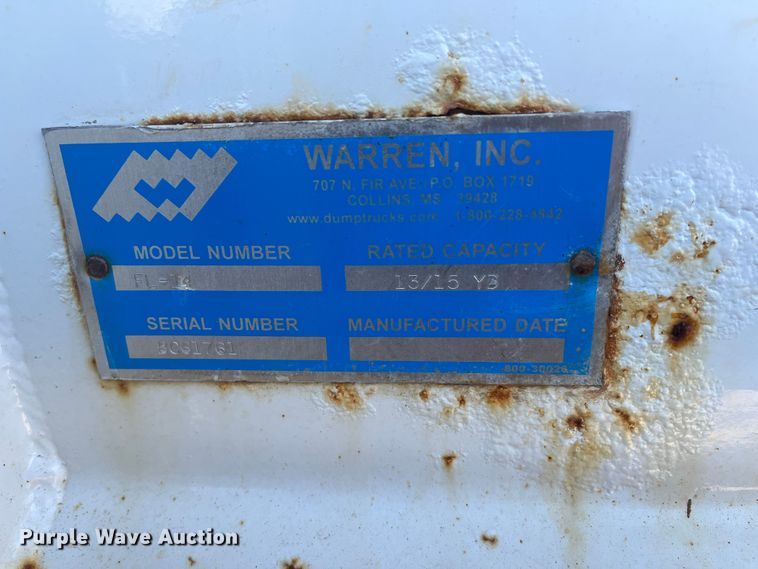 WARREN, INC.
707 N. FIR AVE. P.O. BOX 1719
COLLINS, MS 39428
www.dumptrucks.com 1-800-228-4842
MODEL NUMBER RATED CAPACITY
13/15 YD
SERIAL NUMBER MANUFACTURED DATE
800-30026
Purple Wave Auction